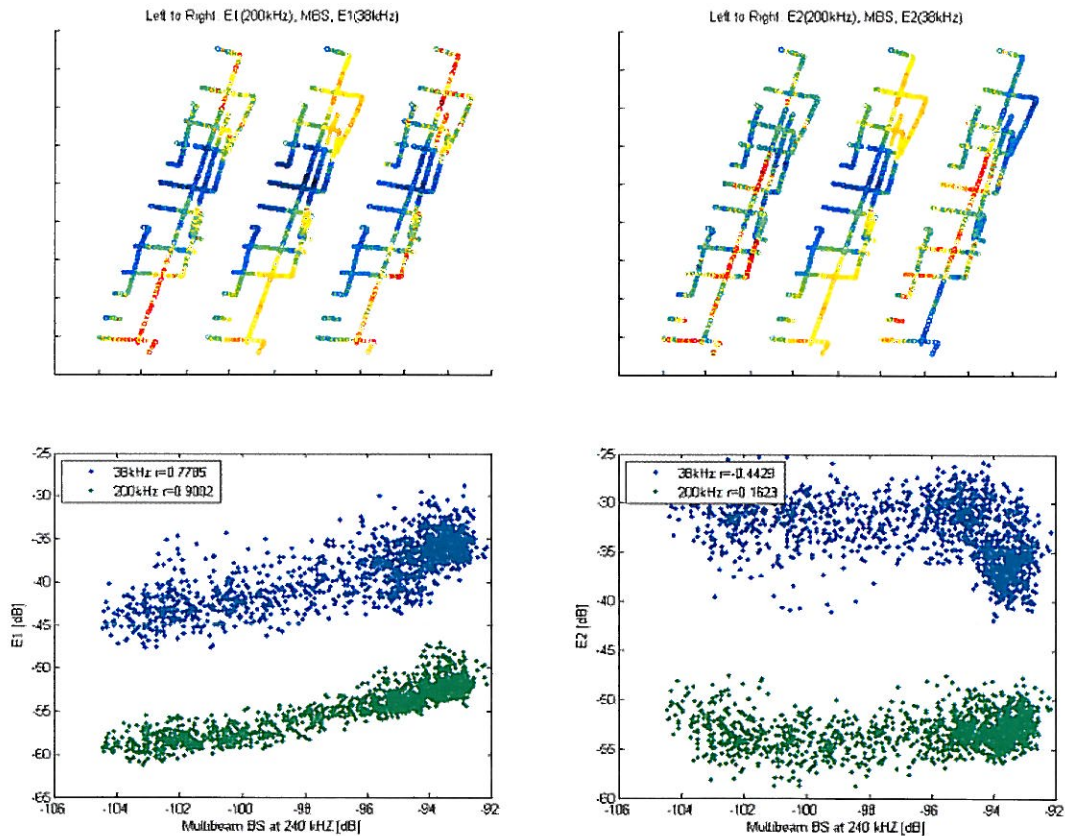 Left to Right: E1(200kHz), MBS, E1(38kHz)
Left to Right: E2(200kHz), MBS, E2(38kHz)
-25
-30
-35
-40
-45
-50
-55
-60
-65
E1 [dB]
38kHz r=0.7785
200kHz r=0.9002
-106 -104 -102 -100 -98 -96 -94 -92
Multibeam BS at 240 kHZ [dB]
-25
-30
-35
-40
-45
-50
-55
-60
E2 [dB]
38kHz r=-0.4429
200kHz r=0.1623
-106 -104 -102 -100 -98 -96 -94 -92
Multibeam BS at 240 kHZ [dB]